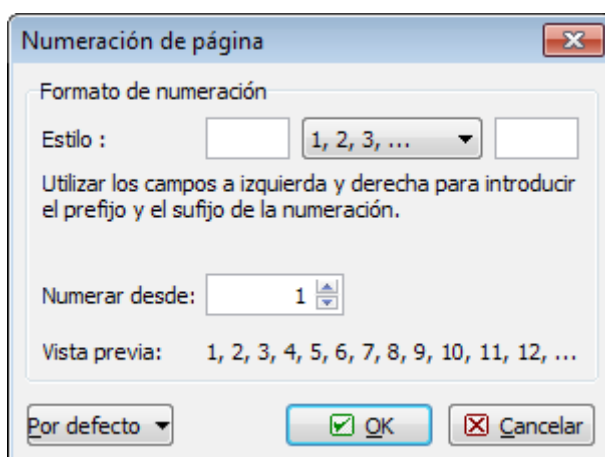 Numeración de página
Formato de numeración
Estilo : 1, 2, 3, ...
Utilizar los campos a izquierda y derecha para introducir
el prefijo y el sufijo de la numeración.
Numerar desde: 1
Vista previa: 1, 2, 3, 4, 5, 6, 7, 8, 9, 10, 11, 12, ...
Por defecto OK Cancelar